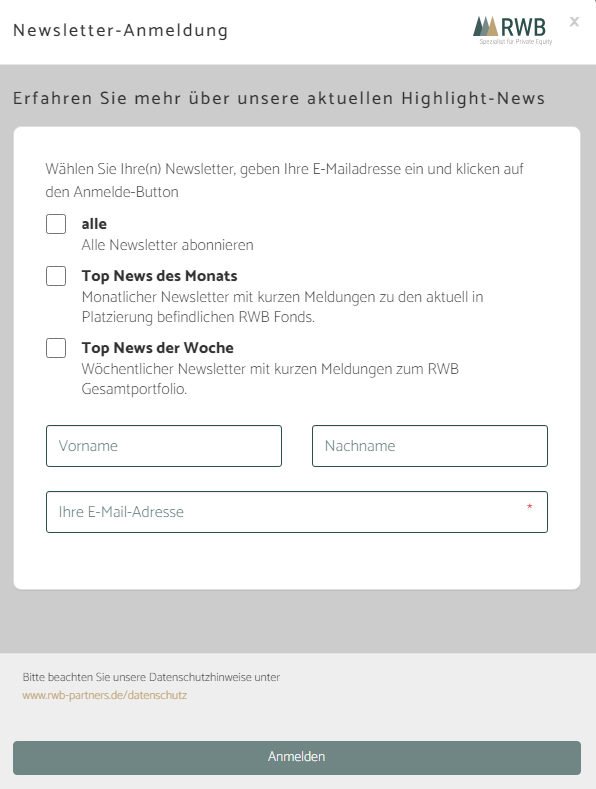 Newsletter-Anmeldung
RWB
Spezialist für Private Equity
x
Erfahren Sie mehr über unsere aktuellen Highlight-News
Wählen Sie Ihre(n) Newsletter, geben Ihre E-Mailadresse ein und klicken auf
den Anmelde-Button
alle
Alle Newsletter abonnieren
Top News des Monats
Monatlicher Newsletter mit kurzen Meldungen zu den aktuell in
Platzierung befindlichen RWB Fonds.
Top News der Woche
Wöchentlicher Newsletter mit kurzen Meldungen zum RWB
Gesamtportfolio.
Vorname
Nachname
Ihre E-Mail-Adresse *
Bitte beachten Sie unsere Datenschutzhinweise unter
www.rwb-partners.de/datenschutz
Anmelden